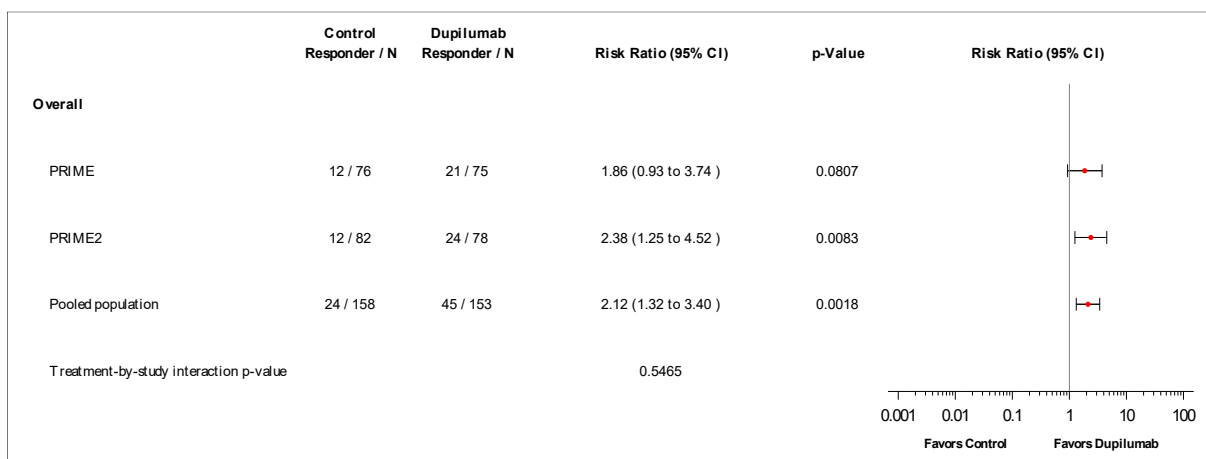 Control Dupilumab
Responder / N Responder / N Risk Ratio (95% CI) p-Value Risk Ratio (95% CI)
Overall
PRIME 12 / 76 21 / 75 1.86 (0.93 to 3.74 ) 0.0807
PRIME2 12 / 82 24 / 78 2.38 (1.25 to 4.52 ) 0.0083
Pooled population 24 / 158 45 / 153 2.12 (1.32 to 3.40 ) 0.0018
Treatment-by-study interaction p-value 0.5465
0.001 0.01 0.1 1 10 100
Favors Control Favors Dupilumab